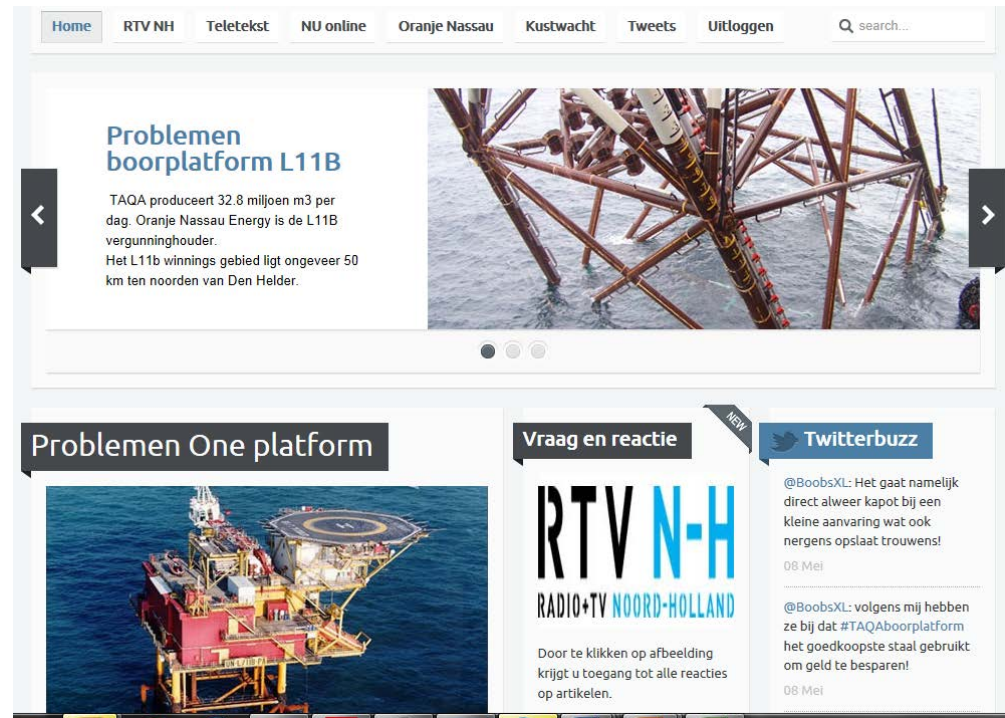 Home RTV NH Teletekst NU online Oranje Nassau Kustwacht Tweets Uitloggen search...
Problemen
boorplatform L11B
TAQA produceert 32.8 miljoen m3 per
dag. Oranje Nassau Energy is de L11B
vergunninghouder.
Het L11b winnings gebied ligt ongeveer 50
km ten noorden van Den Helder.
Problemen One platform
H
Vraag en reactie
NEW
RTV N-H
RADIO+TV NOORD-HOLLAND
Door te klikken op afbeelding
krijgt u toegang tot alle reacties
op artikelen.
Twitterbuzz
@BoobsXL: Het gaat namelijk
direct alweer kapot bij een
kleine aanvaring wat ook
nergens opslaat trouwens!
08 Mei
@BoobsXL: volgens mij hebben
ze bij dat #TAQAboorplatform
het goedkoopste staal gebruikt
om geld te besparen!
08 Mei